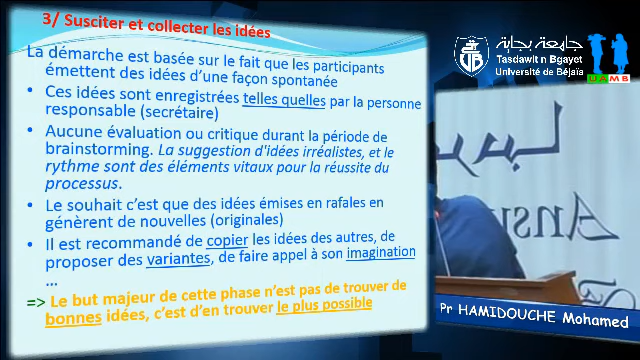 3/ Susciter et collecter les idées
La démarche est basée sur le fait que les participants
émettent des idées d'une façon spontanée
• Ces idées sont enregistrées telles quelles par la personne
responsable (secrétaire)
• Aucune évaluation ou critique durant la période de
brainstorming. La suggestion d'idées irréalistes, et le
rythme sont des éléments vitaux pour la réussite du
processus.
• Le souhait c'est que des idées émises en rafales en
génèrent de nouvelles (originales)
• Il est recommandé de copier les idées des autres, de
proposer des variantes, de faire appel à son imagination
...
=> Le but majeur de cette phase n'est pas de trouver de
bonnes idées, c'est d'en trouver le plus possible
جامعة بجاية
Tasdawit n Bgayet
Université de Béjaïa
UAMB
Answ
Pr HAMIDOUCHE Mohamed